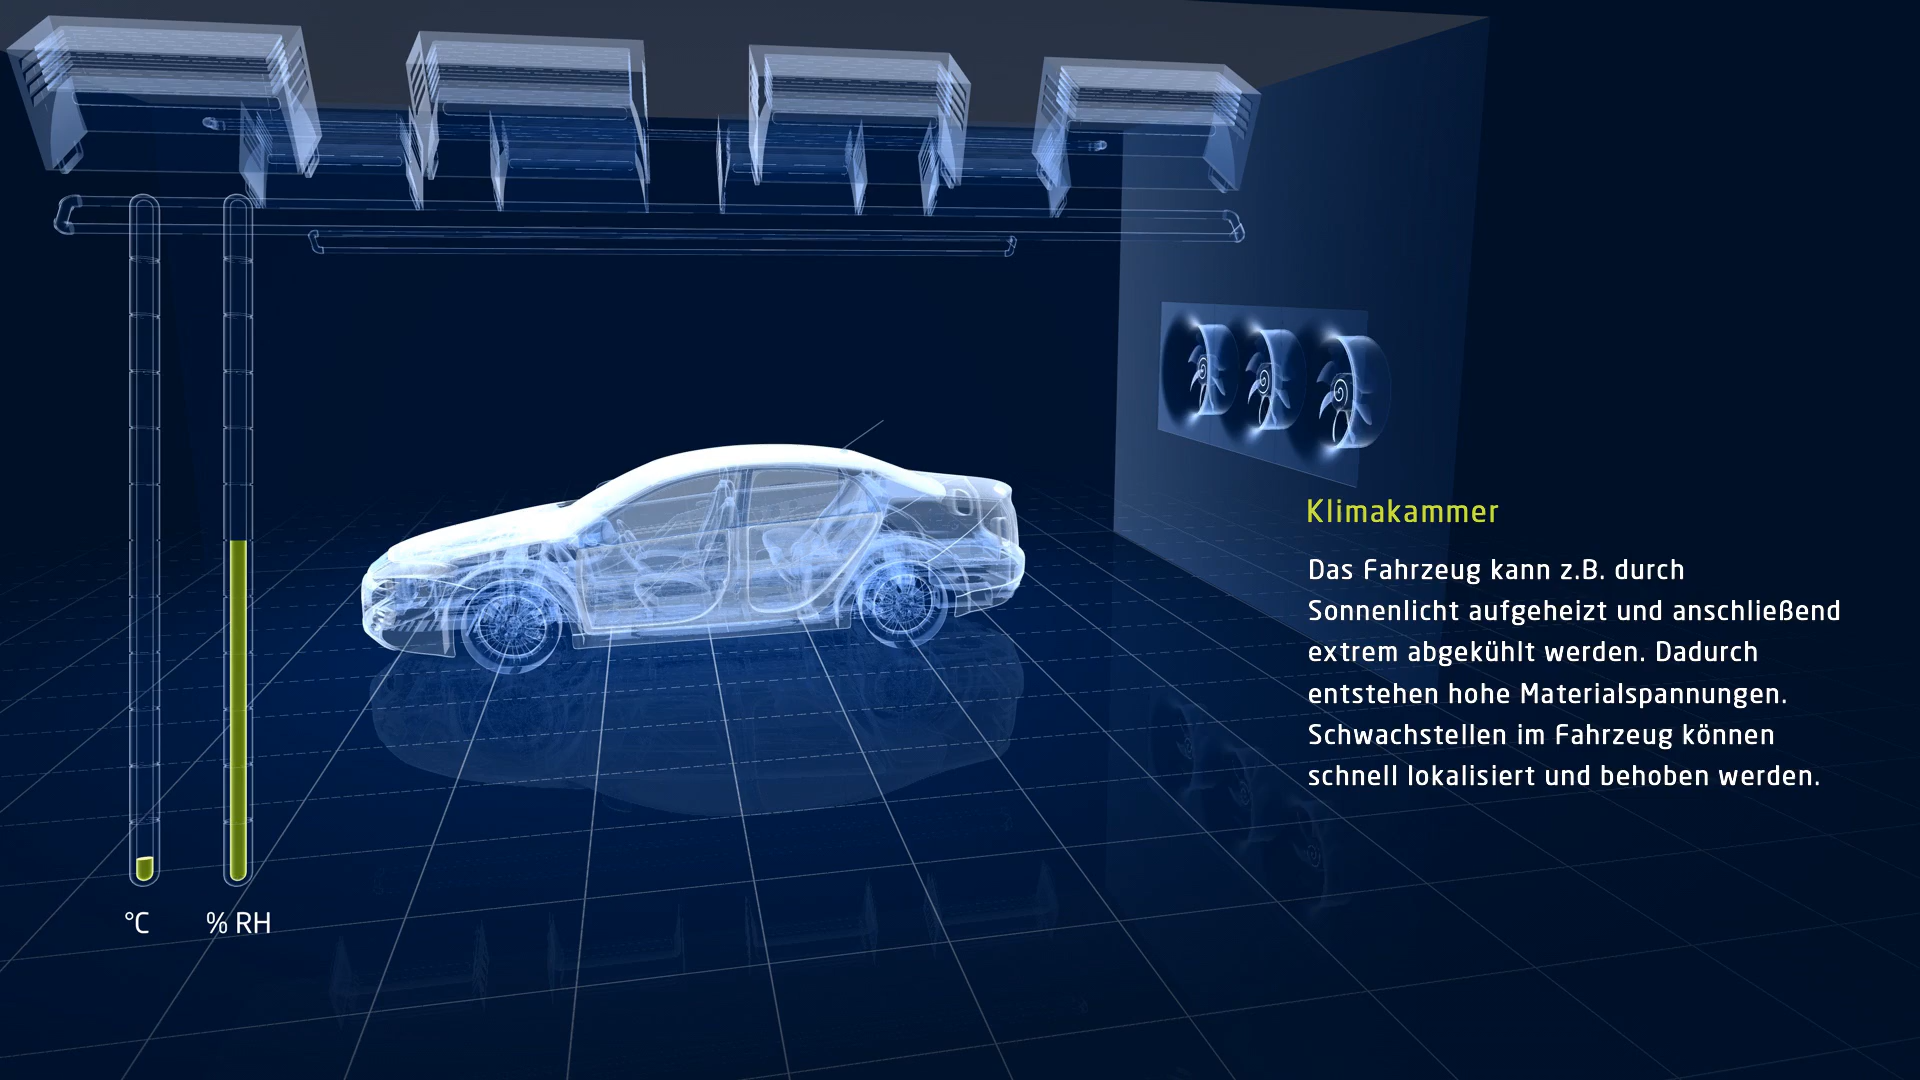 Klimakammer
Das Fahrzeug kann z.B. durch
Sonnenlicht aufgeheizt und anschließend
extrem abgekühlt werden. Dadurch
entstehen hohe Materialspannungen.
Schwachstellen im Fahrzeug können
schnell lokalisiert und behoben werden.
°C
% RH